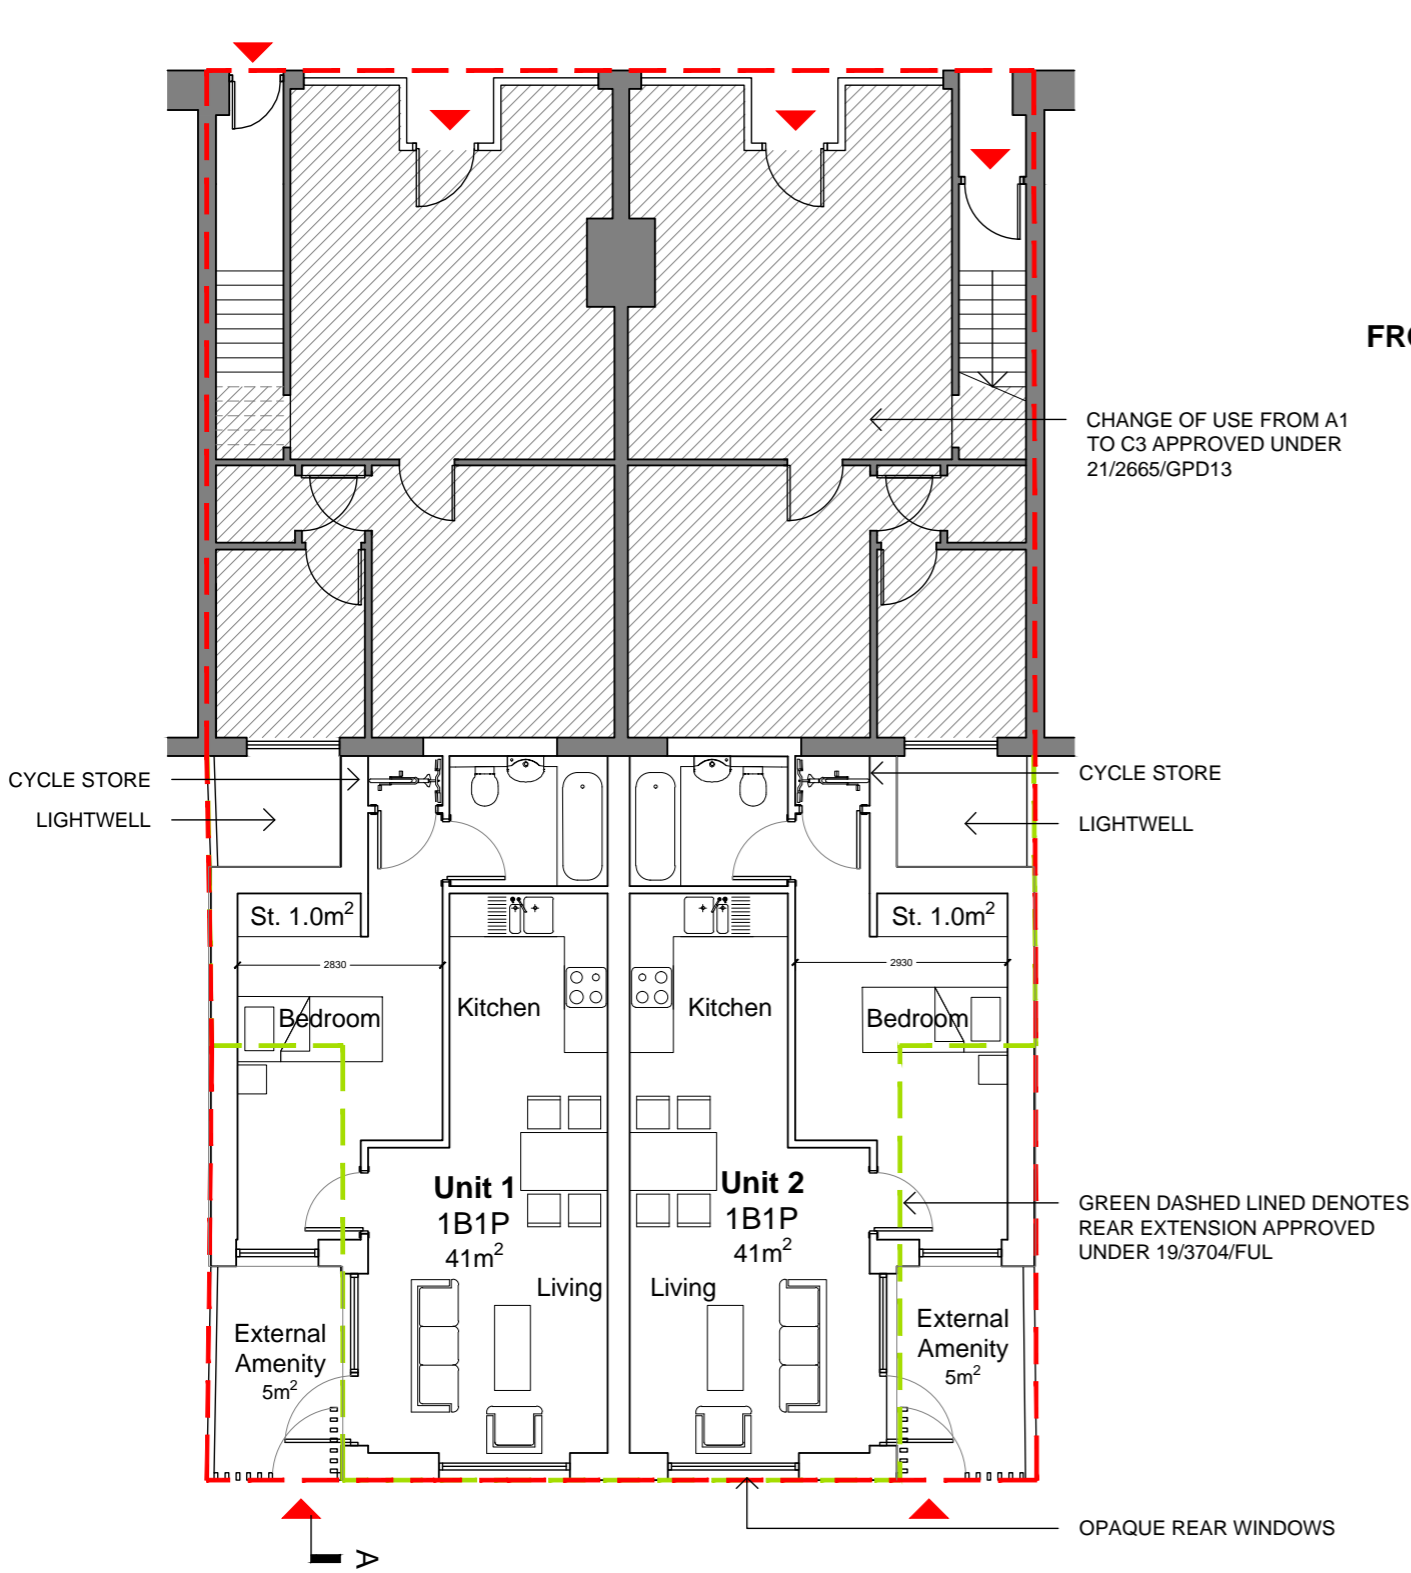 FR
CHANGE OF USE FROM A1
TO C3 APPROVED UNDER
21/2665/GPD13
CYCLE STORE
LIGHTWELL
CYCLE STORE
LIGHTWELL
St. 1.0m²
St. 1.0m²
2830
2930
Bedroom
Kitchen
Kitchen
Bedroom
Unit 1
1B1P
41m²
Unit 2
1B1P
41m²
GREEN DASHED LINED DENOTES
REAR EXTENSION APPROVED
UNDER 19/3704/FUL
Living
Living
External
Amenity
5m²
External
Amenity
5m²
OPAQUE REAR WINDOWS
A